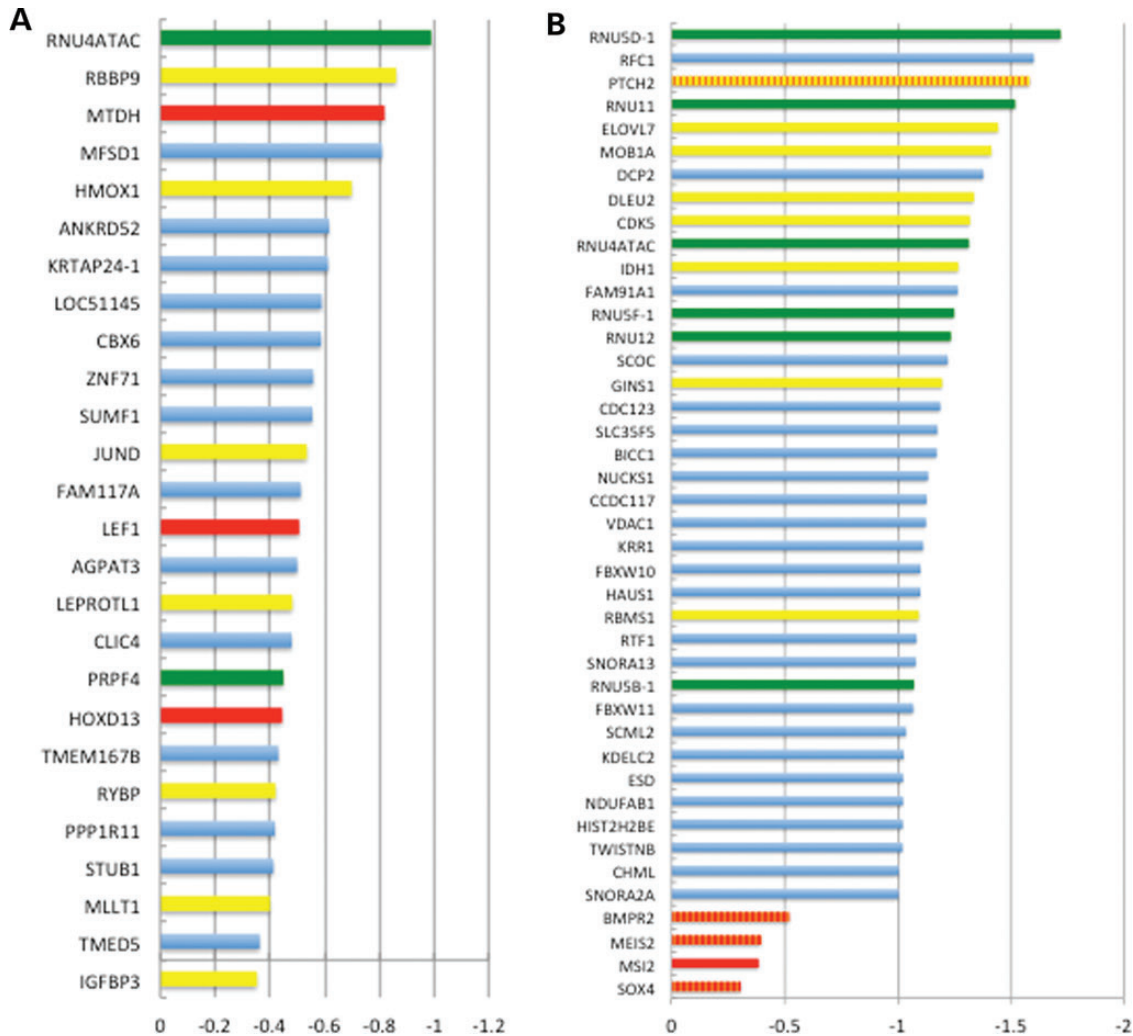 A
RNU4ATAC
RBBP9
MTDH
MFSD1
HMOX1
ANKRD52
KRTAP24-1
LOC51145
CBX6
ZNF71
SUMF1
JUND
FAM117A
LEF1
AGPAT3
LEPROTL1
CLIC4
PRPF4
HOXD13
TMEM167B
RYBP
PPP1R11
STUB1
MLLT1
TMED5
IGFBP3
0 -0.2 -0.4 -0.6 -0.8 -1 -1.2
B
RNU5D-1
RFC1
PTCH2
RNU11
ELOVL7
MOB1A
DCP2
DLEU2
CDK5
RNU4ATAC
IDH1
FAM91A1
RNU5F-1
RNU12
SCOC
GINS1
CDC123
SLC35F5
BICC1
NUCKS1
CCDC117
VDAC1
KRR1
FBXW10
HAUS1
RBMS1
RTF1
SNORA13
RNU5B-1
FBXW11
SCML2
KDELC2
ESD
NDUFAB1
HIST2H2BE
TWISTNB
CHML
SNORA2A
BMPR2
MEIS2
MSI2
SOX4
0 -0.5 -1 -1.5 -2